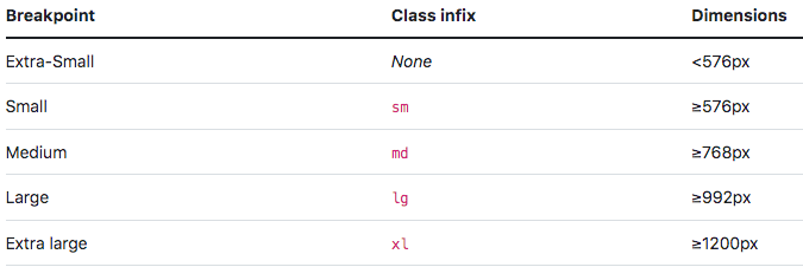 Breakpoint Class infix Dimensions
Extra-Small None <576px
Small sm ≥576px
Medium md ≥768px
Large lg ≥992px
Extra large xl ≥1200px